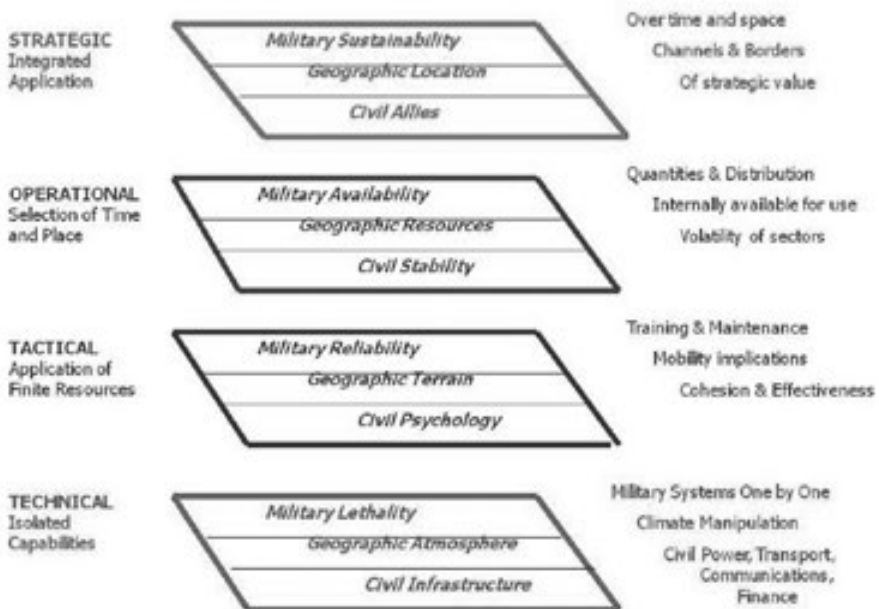 STRATEGIC
Integrated
Application
Military Sustainability
Geographic Location
Civil Allies
Over time and space
Channels & Borders
Of strategic value
OPERATIONAL
Selection of Time
and Place
Military Availability
Geographic Resources
Civil Stability
Quantities & Distribution
Internally available for use
Volatility of sectors
TACTICAL
Application of
Finite Resources
Military Reliability
Geographic Terrain
Civil Psychology
Training & Maintenance
Mobility implications
Cohesion & Effectiveness
TECHNICAL
Isolated
Capabilities
Military Lethality
Geographic Atmosphere
Civil Infrastructure
Military Systems One by One
Climate Manipulation
Civil Power, Transport,
Communications,
Finance